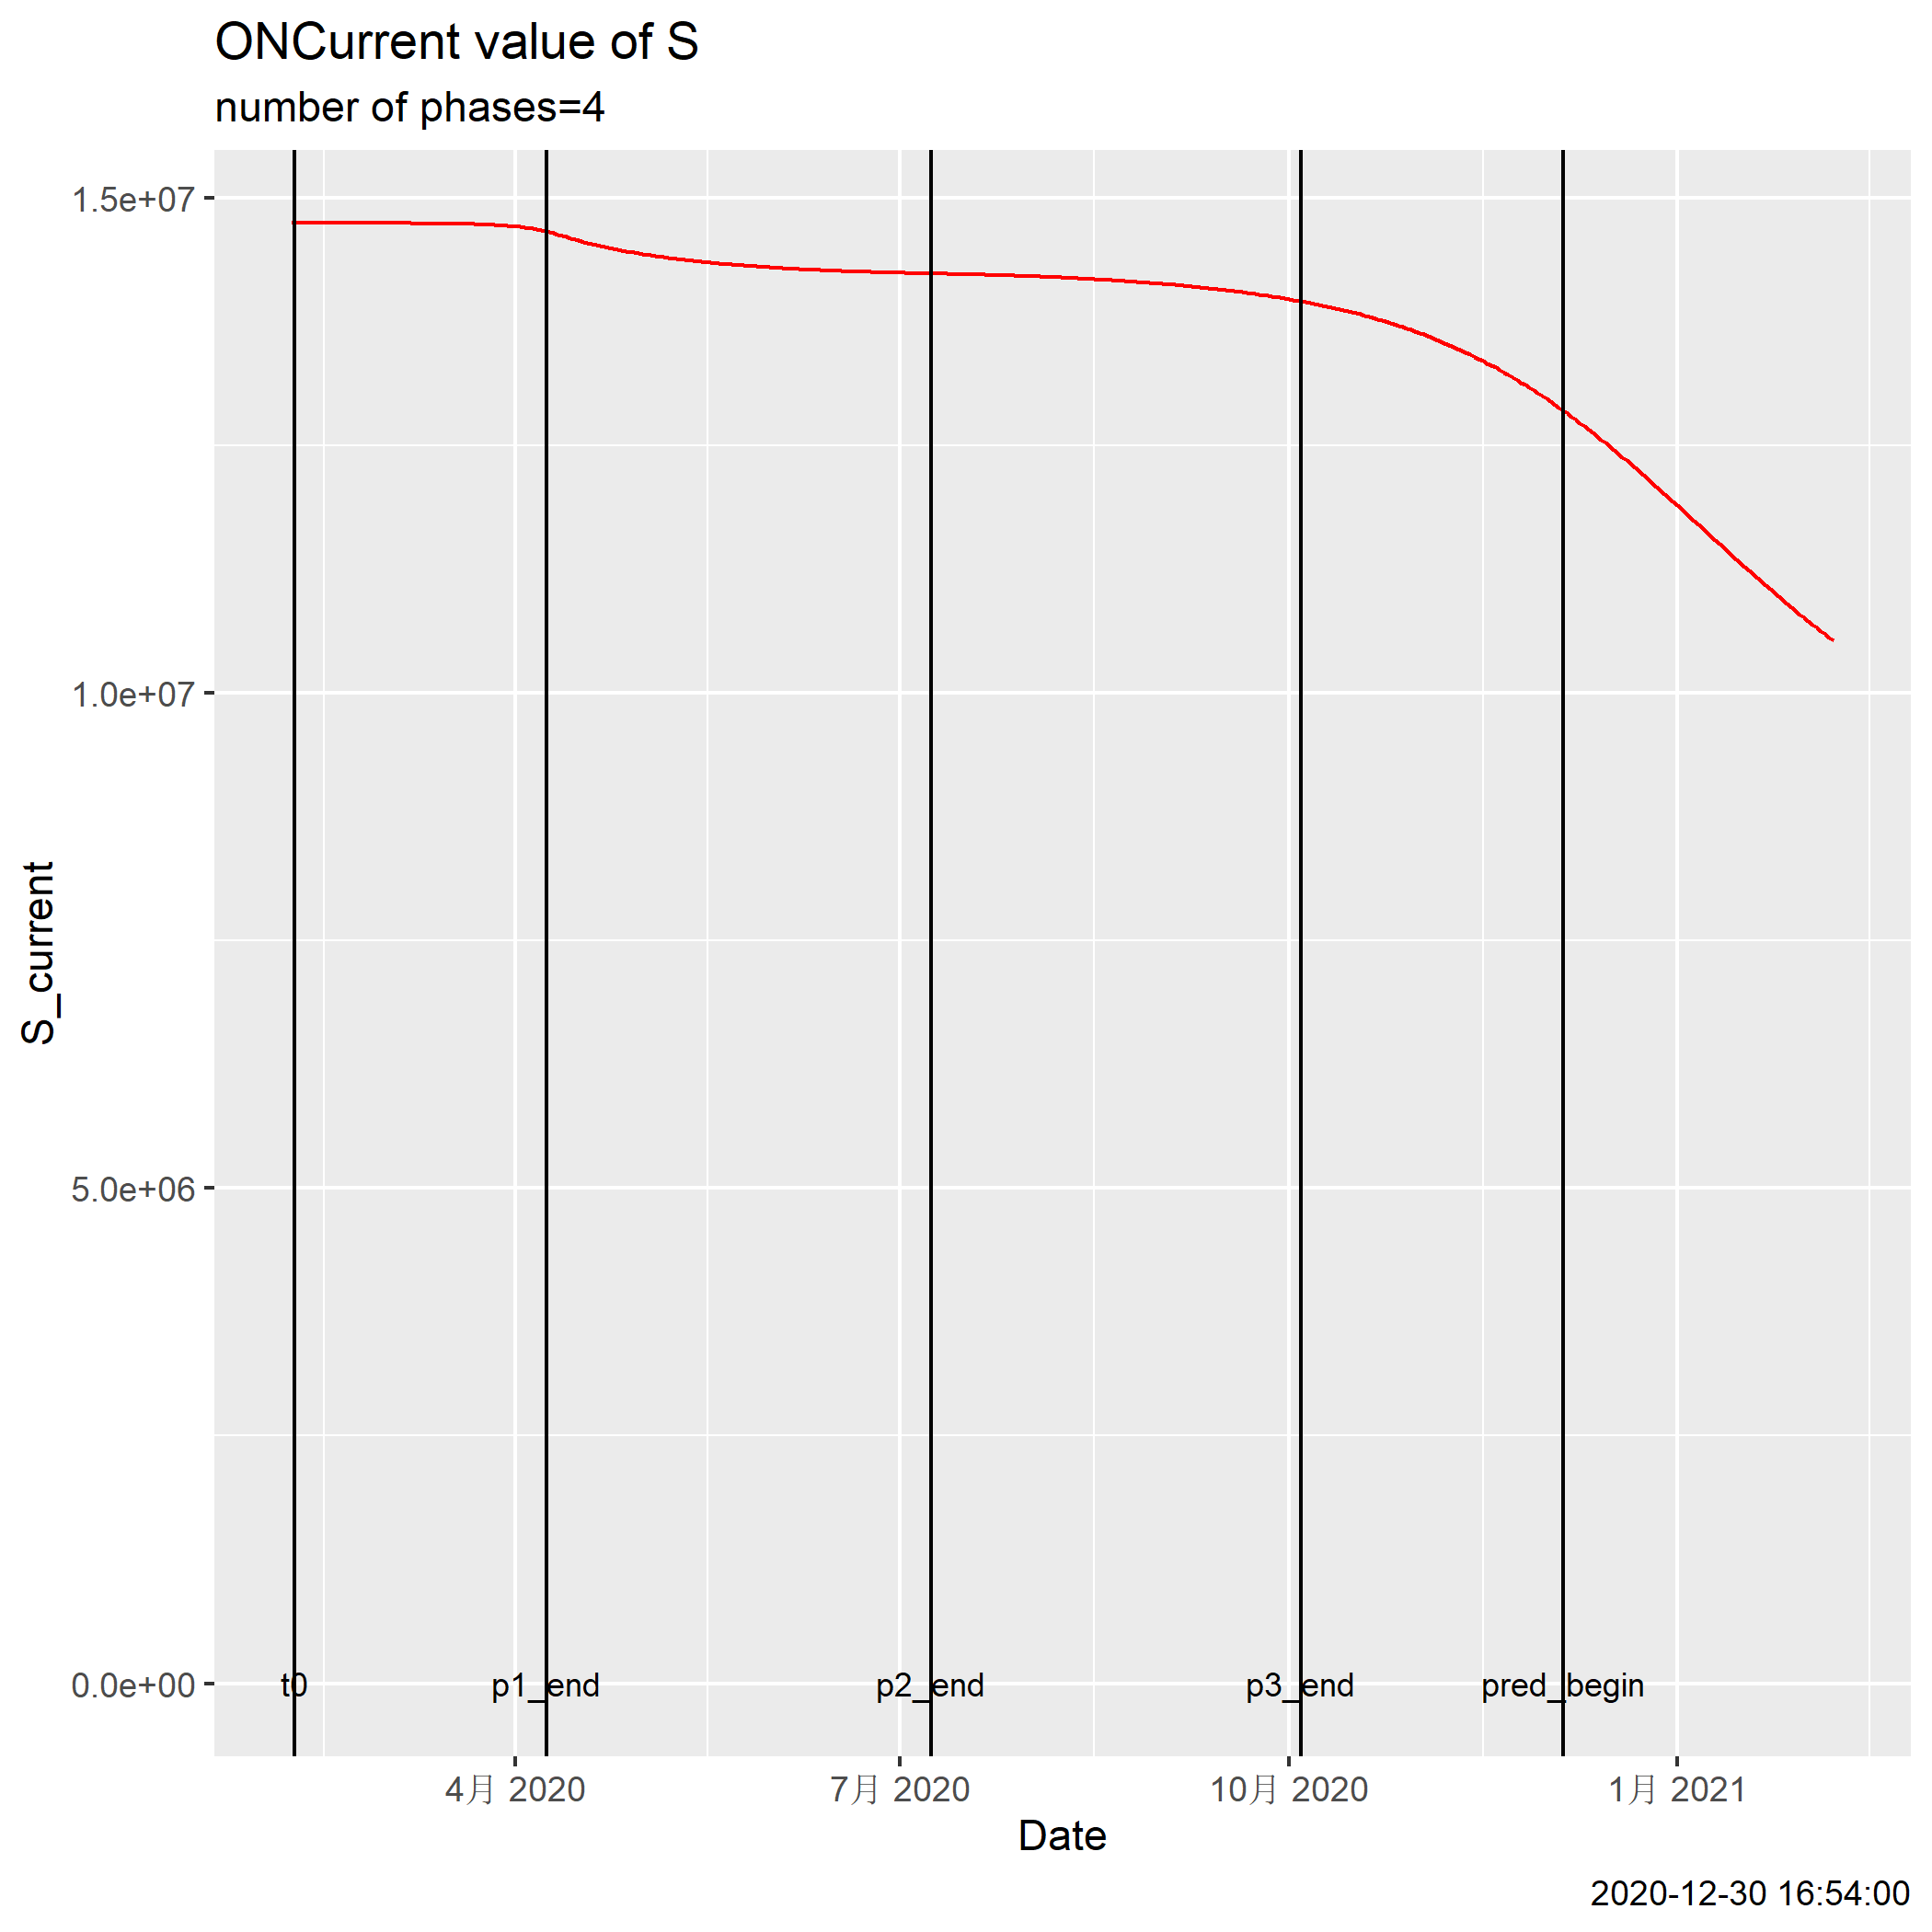 ONCurrent value of S
number of phases=4
1.5e+07
1.0e+07
5.0e+06
0.0e+00
S_current
t0 p1_end p2_end p3_end pred_begin
4月 2020 7月 2020 10月 2020 1月 2021
Date
2020-12-30 16:54:00